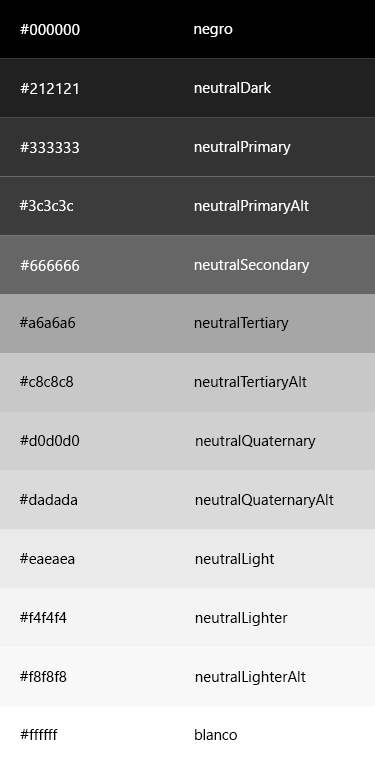 #000000 negro
#212121 neutralDark
#333333 neutralPrimary
#3c3c3c neutralPrimaryAlt
#666666 neutralSecondary
#a6a6a6 neutralTertiary
#c8c8c8 neutralTertiaryAlt
#d0d0d0 neutralQuaternary
#dadada neutralQuaternaryAlt
#eaeaea neutralLight
#f4f4f4 neutralLighter
#f8f8f8 neutralLighterAlt
#ffffff blanco